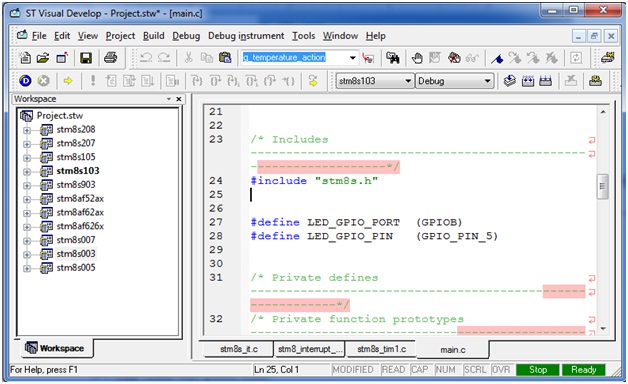 ST Visual Develop - Project.stw* - [main.c]
File Edit View Project Build Debug Debug instrument Tools Window Help
g_temperature_action
stm8s103 Debug
Workspace
Project.stw
stm8s208
stm8s207
stm8s105
stm8s103
stm8s903
stm8af52ax
stm8af62ax
stm8af626x
stm8s007
stm8s003
stm8s005
Workspace
21
22
23 /* Includes
-------------------------------------------
-------------------*/
24 #include "stm8s.h"
25
26
27 #define LED_GPIO_PORT (GPIOB)
28 #define LED_GPIO_PIN (GPIO_PIN_5)
29
30
31 /* Private defines
-------------------------------------------
-----------*/
32 /* Private function prototypes
-------------------------------------------
stm8s_it.c stm8_interrupt_... stm8s_tim1.c main.c
For Help, press F1 Ln 25, Col 1 MODIFIED READ CAP NUM SCRL OVR Stop Ready